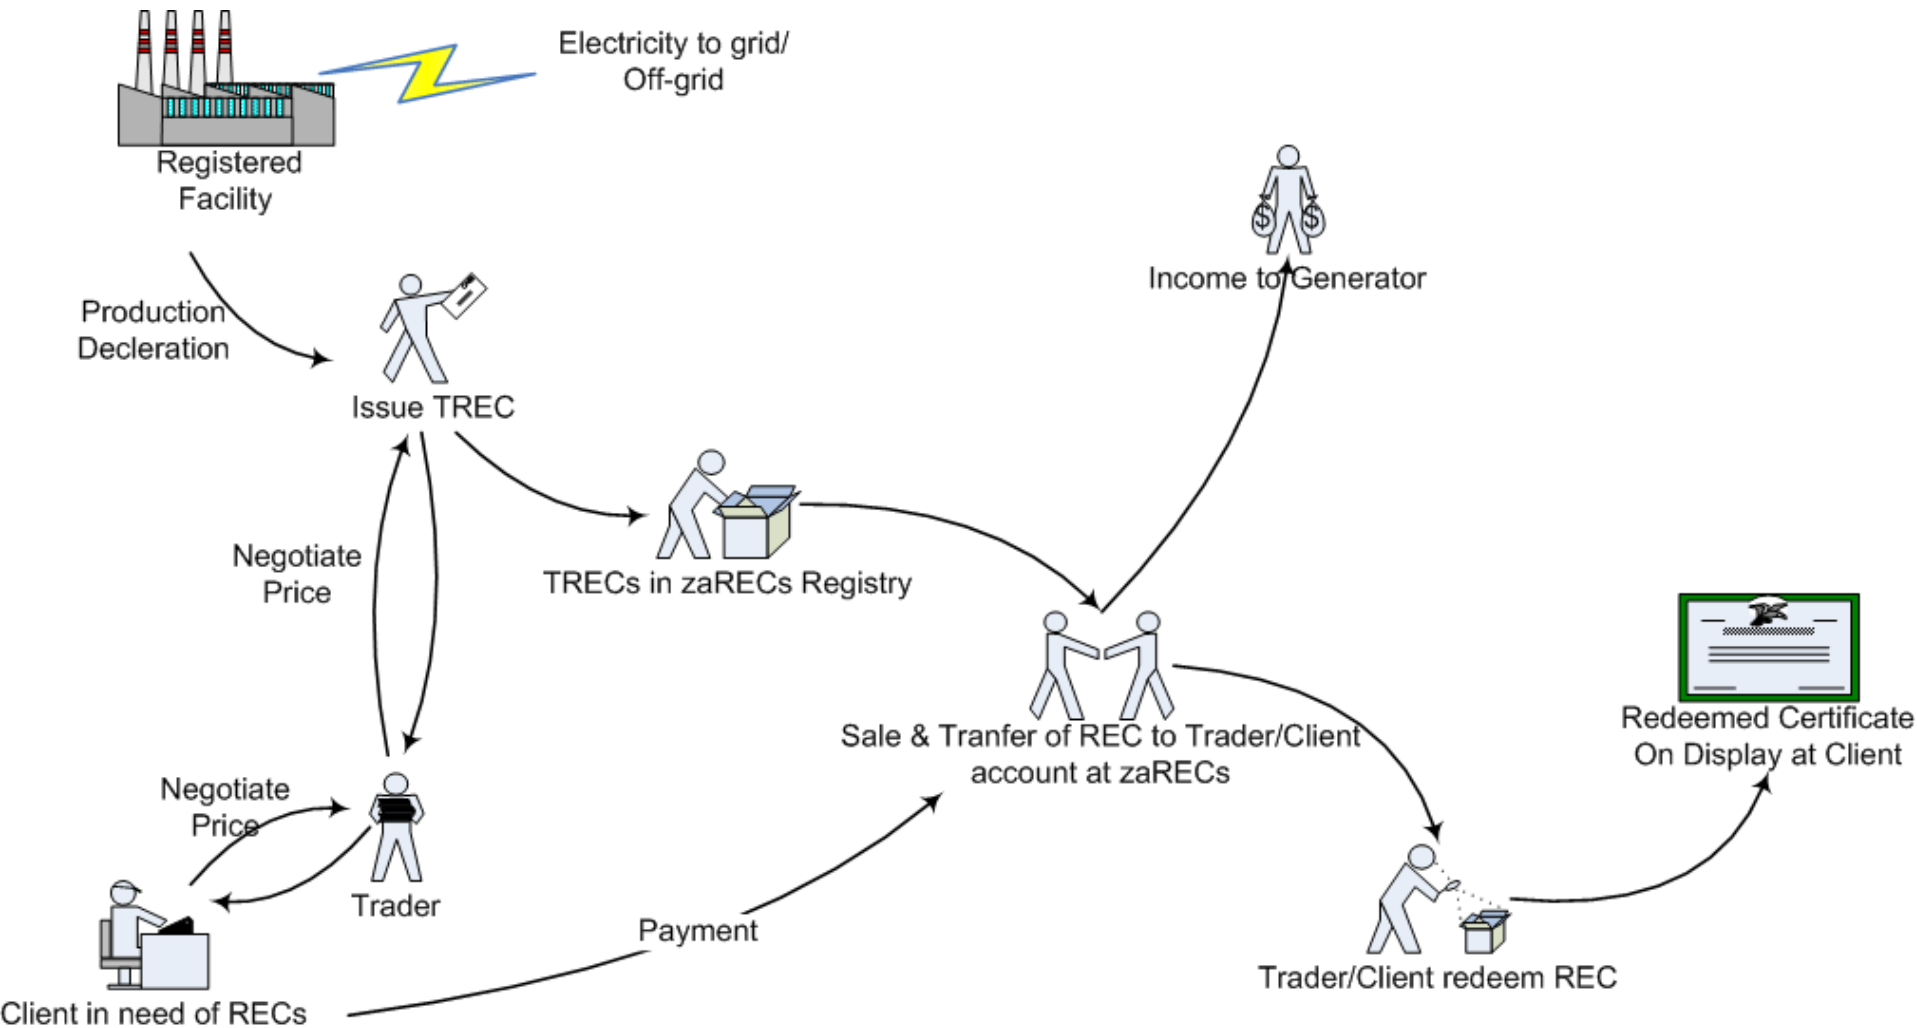 Electricity to grid/
Off-grid
Registered
Facility
Income to Generator
Production
Decleration
Issue TREC
Negotiate
Price
TRECs in zaRECs Registry
Redeemed Certificate
On Display at Client
Sale & Tranfer of REC to Trader/Client
account at zaRECs
Negotiate
Price
Trader
Payment
Trader/Client redeem REC
Client in need of RECs
$ $